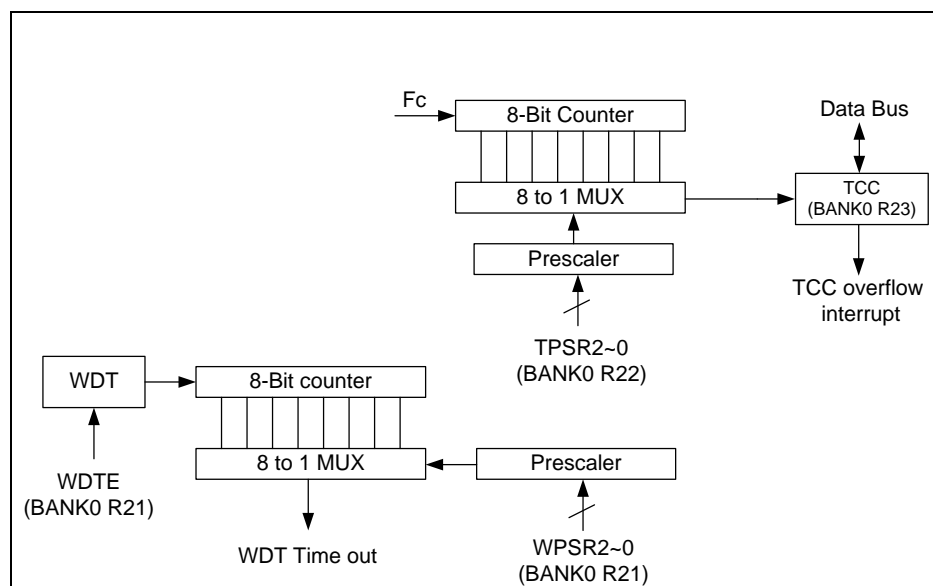 Fc
8-Bit Counter
8 to 1 MUX
Prescaler
TPSR2~0
(BANK0 R22)
Data Bus
TCC
(BANK0 R23)
TCC overflow
interrupt
WDT
WDTE
(BANK0 R21)
8-Bit counter
8 to 1 MUX
WDT Time out
Prescaler
WPSR2~0
(BANK0 R21)